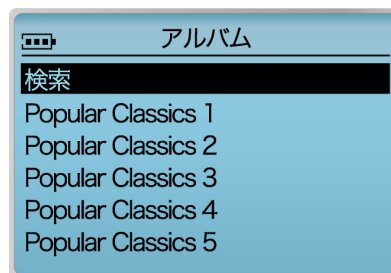 アルバム
検索
Popular Classics 1
Popular Classics 2
Popular Classics 3
Popular Classics 4
Popular Classics 5